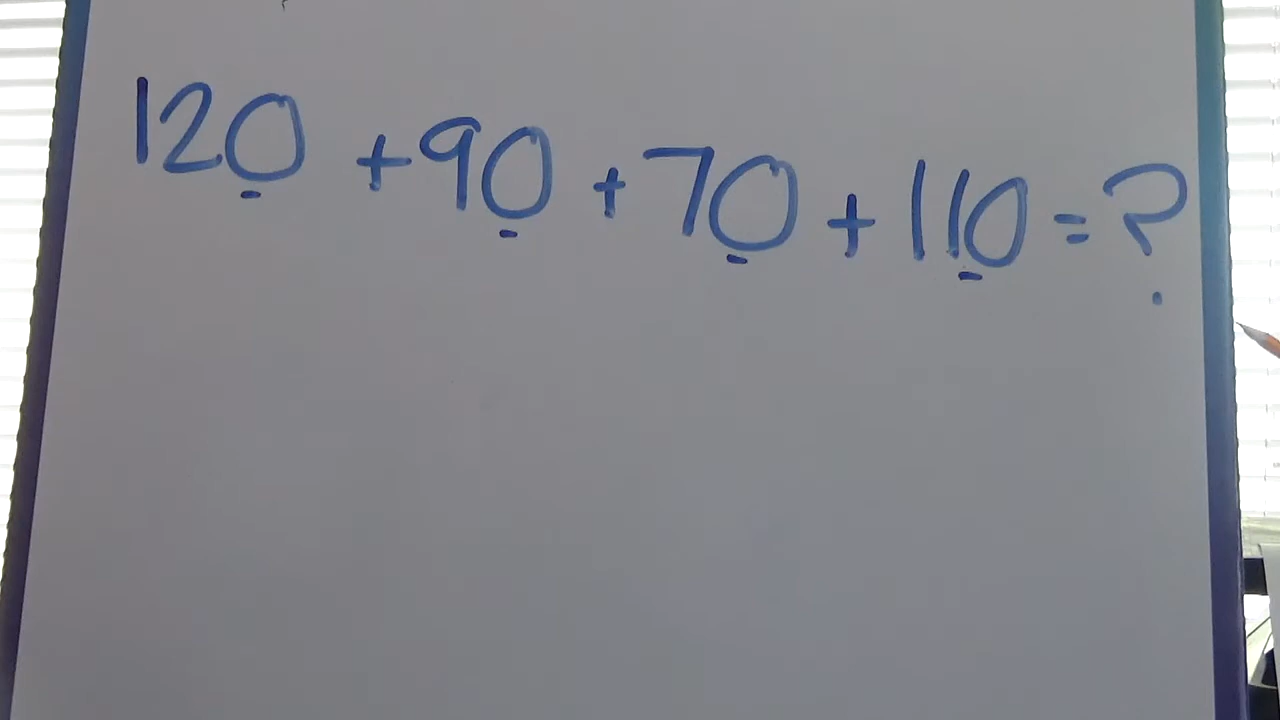 120 + 90 + 70 + 110 = ?